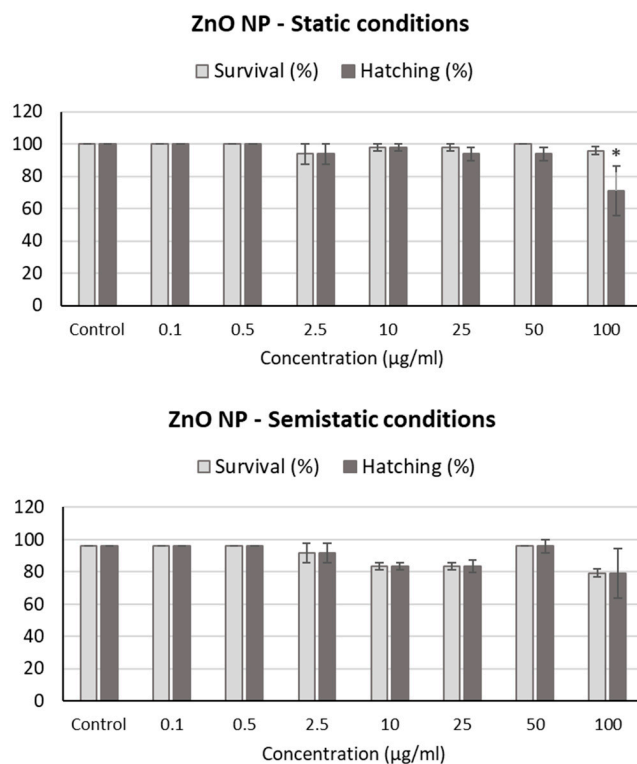 ZnO NP - Static conditions
Survival (%) Hatching (%)
120
100
80
60
40
20
0
*
Control 0.1 0.5 2.5 10 25 50 100
Concentration (µg/ml)
ZnO NP - Semistatic conditions
Survival (%) Hatching (%)
120
100
80
60
40
20
0
Control 0.1 0.5 2.5 10 25 50 100
Concentration (µg/ml)